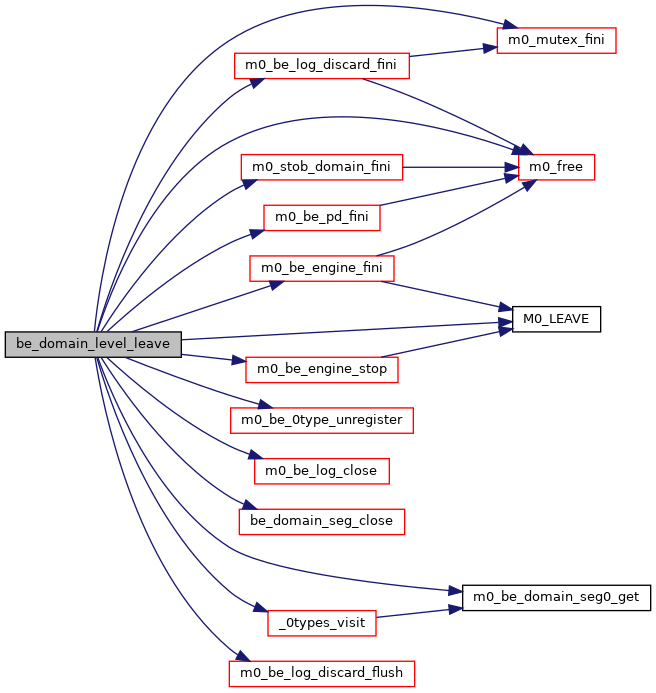 m0_mutex_fini
m0_be_log_discard_fini
m0_stob_domain_fini
m0_free
m0_be_pd_fini
m0_be_engine_fini
M0_LEAVE
be_domain_level_leave
m0_be_engine_stop
m0_be_0type_unregister
m0_be_log_close
be_domain_seg_close
m0_be_domain_seg0_get
_0types_visit
m0_be_log_discard_flush